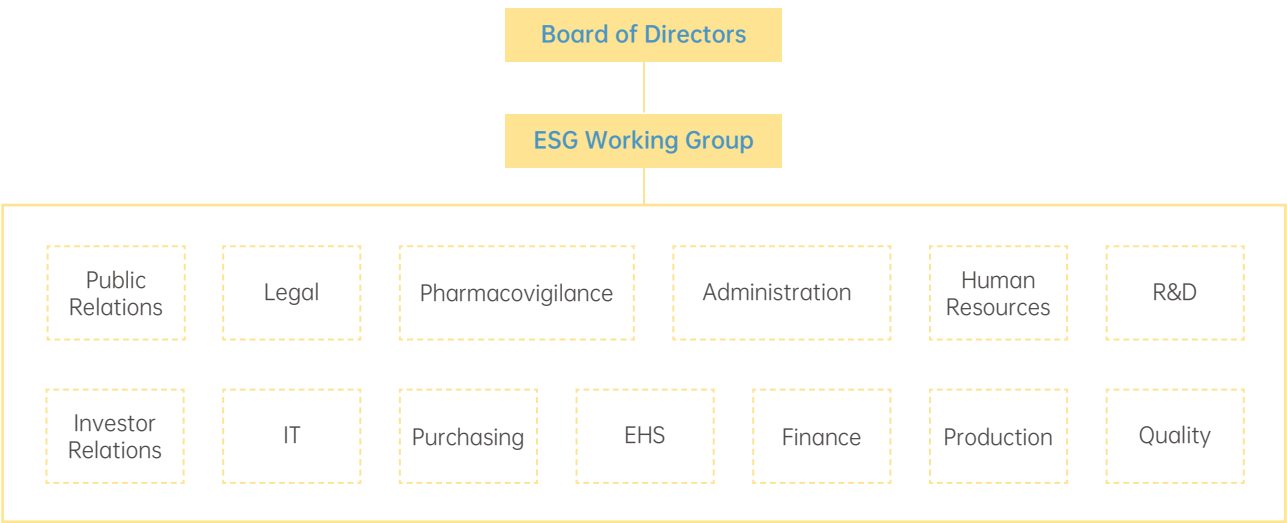 Board of Directors
ESG Working Group
Public
Relations
Legal
Pharmacovigilance
Administration
Human
Resources
R&D
Investor
Relations
IT
Purchasing
EHS
Finance
Production
Quality